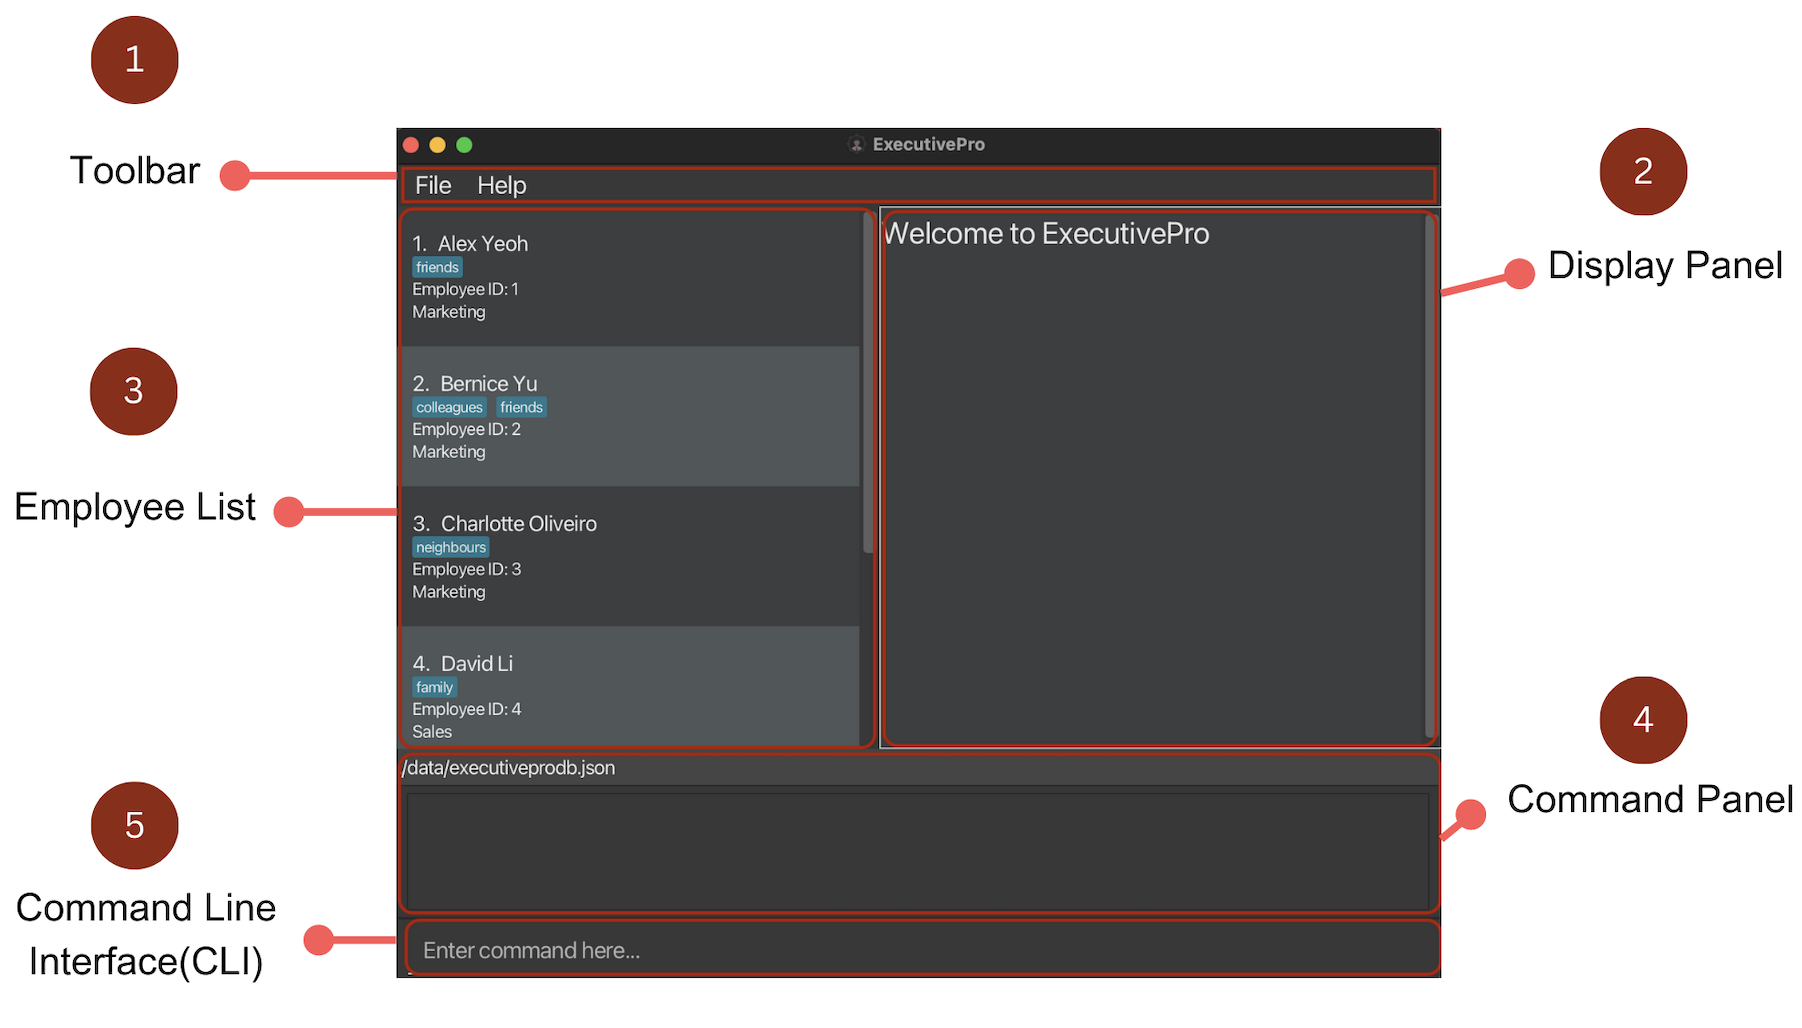 1
Toolbar
ExecutivePro
File Help
2
Display Panel
Welcome to ExecutivePro
3
Employee List
1. Alex Yeoh
friends
Employee ID: 1
Marketing
2. Bernice Yu
colleagues friends
Employee ID: 2
Marketing
3. Charlotte Oliveiro
neighbours
Employee ID: 3
Marketing
4. David Li
family
Employee ID: 4
Sales
4
Command Panel
/data/executiveprodb.json
5
Command Line
Interface(CLI)
Enter command here...